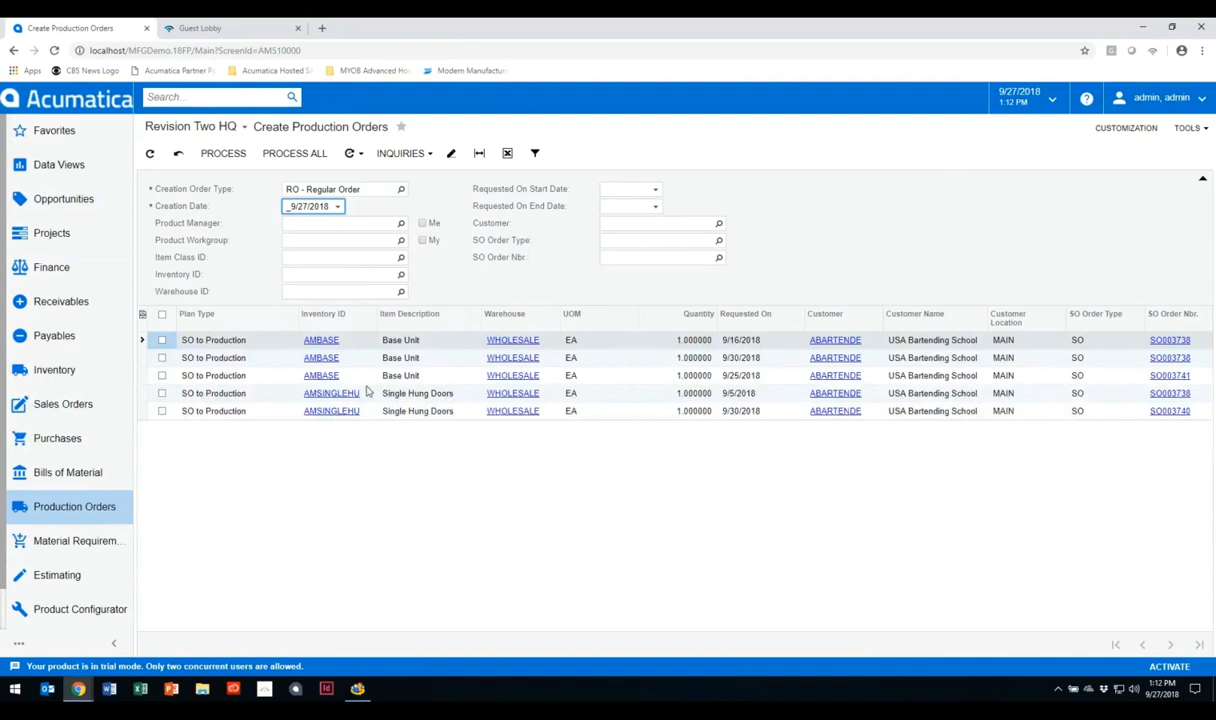 Create Production Orders
Guest Lobby
localhost/MFGDemo.18FP/Main?ScreenId=AM510000
Apps
CBS News Logo
Acumatica Partner P
Acumatica Hosted S
MYOB Advanced Ho
Modern Manufactur
Acumatica
Search...
9/27/2018
1:12 PM
admin, admin
Favorites
Data Views
Opportunities
Projects
Finance
Receivables
Payables
Inventory
Sales Orders
Purchases
Bills of Material
Production Orders
Material Requirem...
Estimating
Product Configurator
Revision Two HQ
Create Production Orders
CUSTOMIZATION
TOOLS
PROCESS
PROCESS ALL
INQUIRIES
* Creation Order Type:
RO - Regular Order
Requested On Start Date:
* Creation Date:
_9/27/2018
Requested On End Date:
Product Manager:
Me
Customer:
Product Workgroup:
My
SO Order Type:
Item Class ID:
SO Order Nbr.:
Inventory ID:
Warehouse ID:
Plan Type Inventory ID Item Description Warehouse UOM Quantity Requested On Customer Customer Name Customer Location SO Order Type SO Order Nbr.
SO to Production AMBASE Base Unit WHOLESALE EA 1.000000 9/16/2018 ABARTENDE USA Bartending School MAIN SO SO003738
SO to Production AMBASE Base Unit WHOLESALE EA 1.000000 9/30/2018 ABARTENDE USA Bartending School MAIN SO SO003738
SO to Production AMBASE Base Unit WHOLESALE EA 1.000000 9/25/2018 ABARTENDE USA Bartending School MAIN SO SO003741
SO to Production AMSINGLEHU Single Hung Doors WHOLESALE EA 1.000000 9/5/2018 ABARTENDE USA Bartending School MAIN SO SO003738
SO to Production AMSINGLEHU Single Hung Doors WHOLESALE EA 1.000000 9/30/2018 ABARTENDE USA Bartending School MAIN SO SO003740
Your product is in trial mode. Only two concurrent users are allowed.
ACTIVATE
1:12 PM
9/27/2018